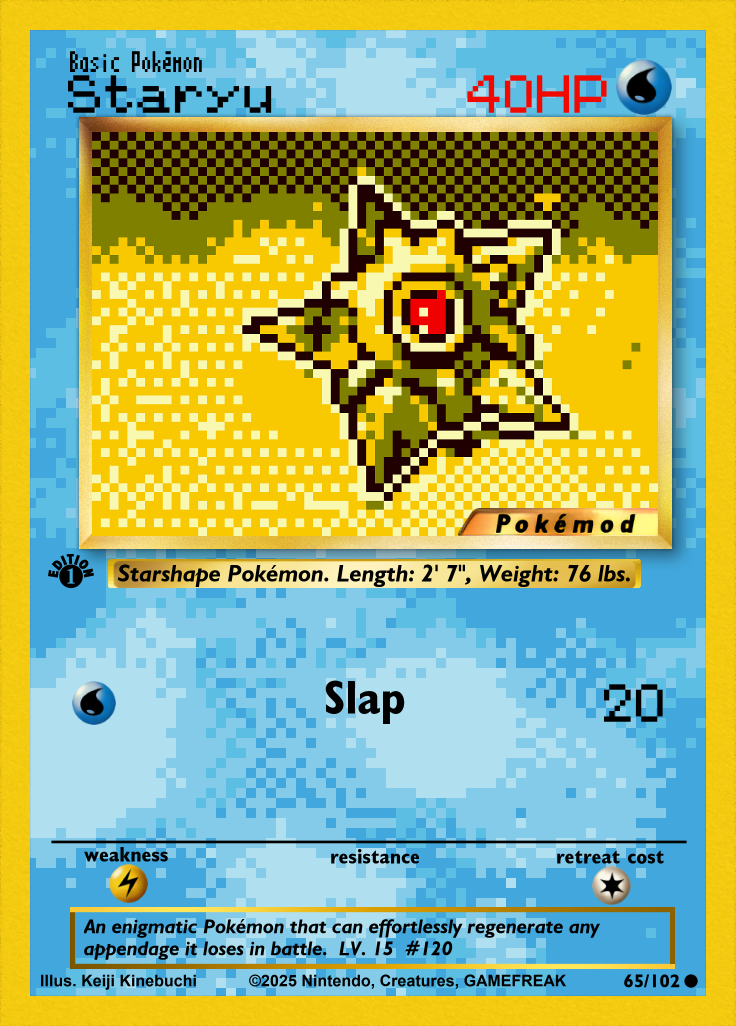 Basic Pokémon
Staryu 40HP
Pokémod
EDITION 1
Starshape Pokémon. Length: 2' 7", Weight: 76 lbs.
Slap 20
weakness resistance retreat cost
An enigmatic Pokémon that can effortlessly regenerate any
appendage it loses in battle. LV. 15 #120
Illus. Keiji Kinebuchi ©2025 Nintendo, Creatures, GAMEFREAK 65/102